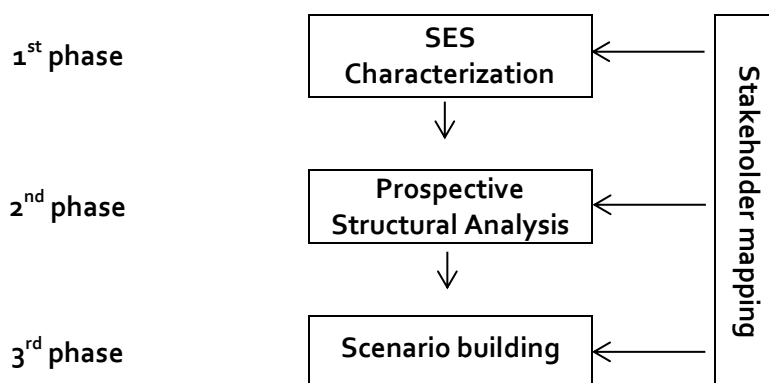 1st phase
SES
Characterization
2nd phase
Prospective
Structural Analysis
3rd phase
Scenario building
Stakeholder mapping